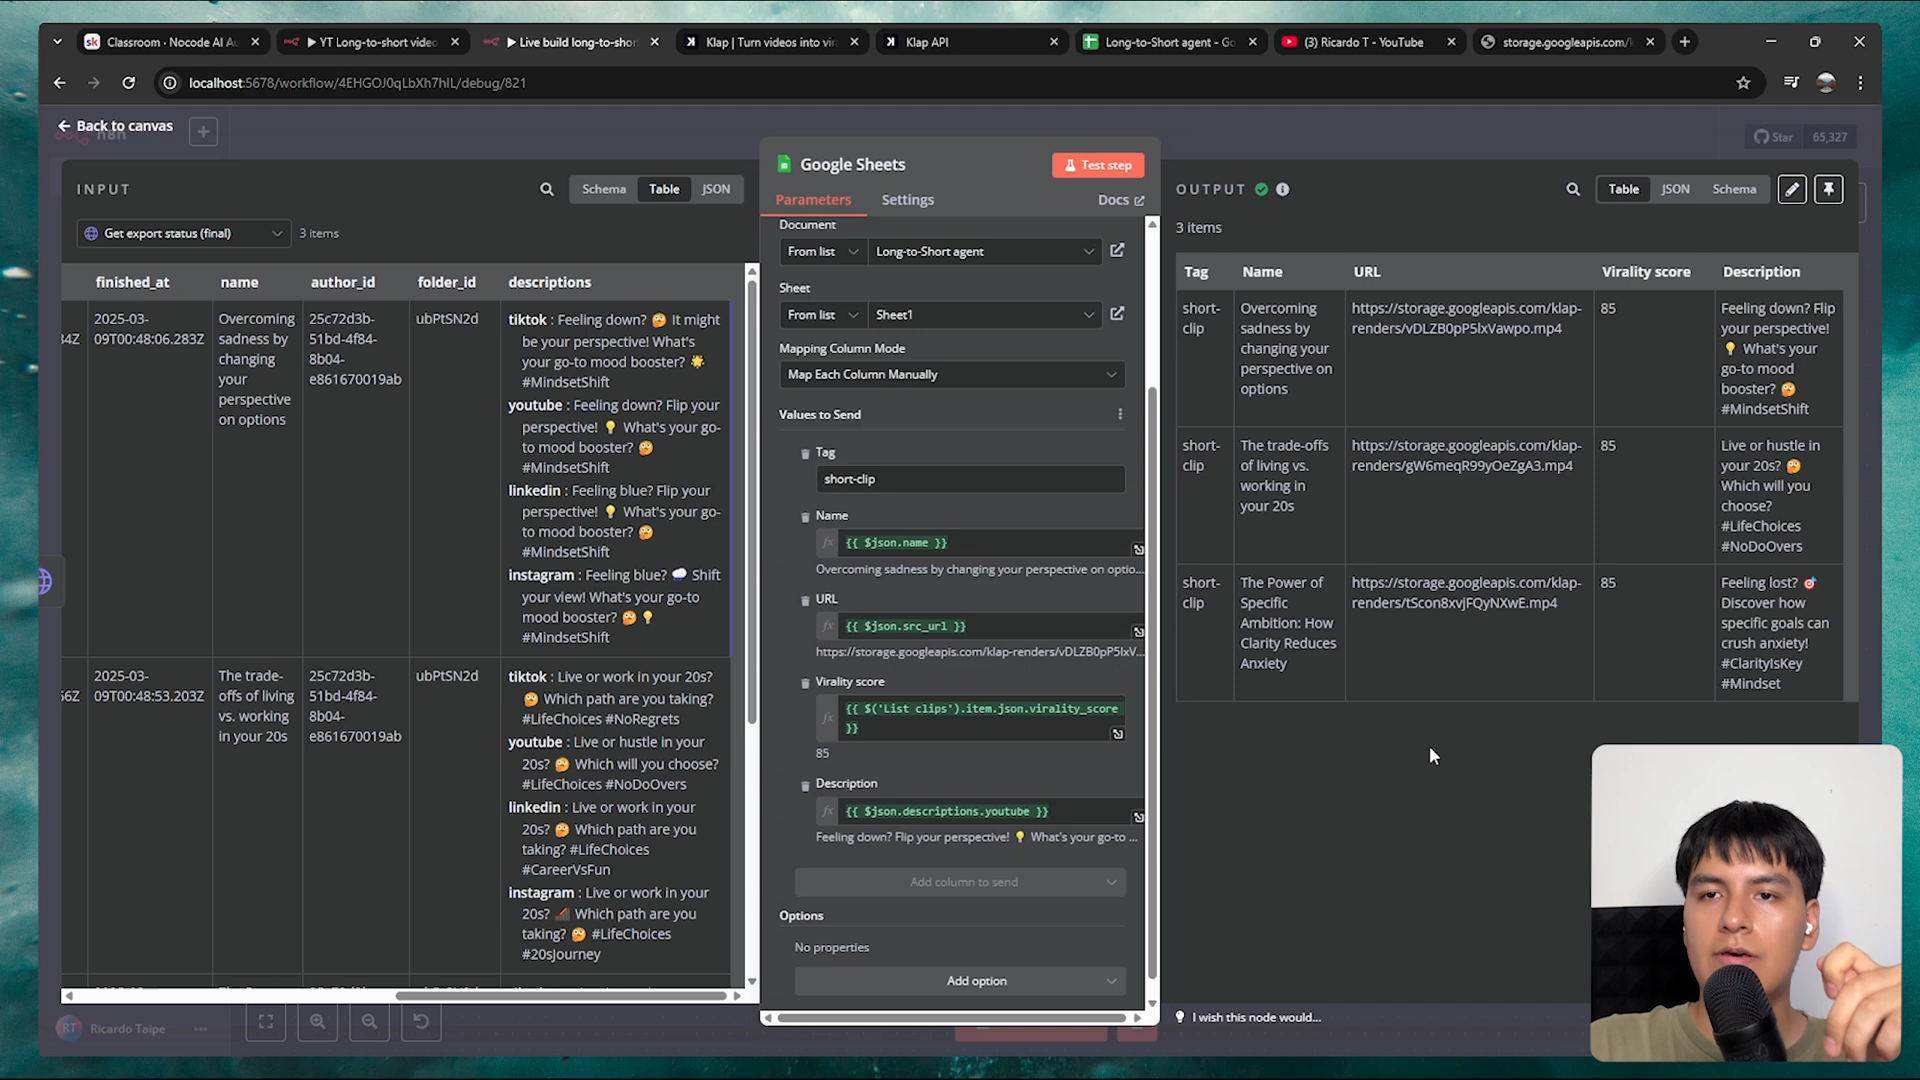 Classroom - Nocode AI Au
YT Long-to-short video
Live build long-to-shor
Klap | Turn videos into vira
Klap API
Long-to-Short agent - Go
(3) Ricardo T - YouTube
storage.googleapis.com/
localhost:5678/workflow/4EHGOJ0qLbXh7hIL/debug/821
Back to canvas
n8n
Star
65,327
INPUT
Schema
Table
JSON
Get export status (final)
3 items
finished_at
name
author_id
folder_id
descriptions
34Z
2025-03-
09T00:48:06.283Z
Overcoming
sadness by
changing
your
perspective
on options
25c72d3b-
51bd-4f84-
8b04-
e861670019ab
ubPtSN2d
tiktok : Feeling down? 🤔 It might
be your perspective! What's
your go-to mood booster? 🌟
#MindsetShift
youtube : Feeling down? Flip your
perspective! 💡 What's your go-
to mood booster? 🤔
#MindsetShift
linkedin : Feeling blue? Flip your
perspective! 💡 What's your go-
to mood booster? 🤔
#MindsetShift
instagram : Feeling blue? 🌧️ Shift
your view! What's your go-to
mood booster? 🤔 💡
#MindsetShift
56Z
2025-03-
09T00:48:53.203Z
The trade-
offs of living
vs. working
in your 20s
25c72d3b-
51bd-4f84-
8b04-
e861670019ab
ubPtSN2d
tiktok : Live or work in your 20s?
🤔 Which path are you taking?
#LifeChoices #NoRegrets
youtube : Live or hustle in your
20s? 🤔 Which will you choose?
#LifeChoices #NoDoOvers
linkedin : Live or work in your
20s? 🤔 Which path are you
taking? #LifeChoices
#CareerVsFun
instagram : Live or work in your
20s? Which path are you
taking? 🤔 #LifeChoices
#20sJourney
Google Sheets
Test step
Parameters
Settings
Docs
Document
From list
Long-to-Short agent
Sheet
From list
Sheet1
Mapping Column Mode
Map Each Column Manually
Values to Send
Tag
short-clip
Name
fx
{{ $json.name }}
Overcoming sadness by changing your perspective on optio...
URL
fx
{{ $json.src_url }}
https://storage.googleapis.com/klap-renders/vDLZB0pP5lxV...
Virality score
fx
{{ $('List clips').item.json.virality_score
}}
85
Description
fx
{{ $json.descriptions.youtube }}
Feeling down? Flip your perspective! 💡 What's your go-to ...
Add column to send
Options
No properties
Add option
OUTPUT
Table
JSON
Schema
3 items
Tag
Name
URL
Virality score
Description
short-
clip
Overcoming
sadness by
changing your
perspective on
options
https://storage.googleapis.com/klap-
renders/vDLZB0pP5lxVawpo.mp4
85
Feeling down? Flip
your perspective!
💡 What's your
go-to mood
booster? 🤔
#MindsetShift
short-
clip
The trade-offs
of living vs.
working in
your 20s
https://storage.googleapis.com/klap-
renders/gW6meqR99yOeZgA3.mp4
85
Live or hustle in
your 20s? 🤔
Which will you
choose?
#LifeChoices
#NoDoOvers
short-
clip
The Power of
Specific
Ambition: How
Clarity Reduces
Anxiety
https://storage.googleapis.com/klap-
renders/tScon8xvjFQyNXwE.mp4
85
Feeling lost? 🎯
Discover how
specific goals can
crush anxiety!
#ClarityIsKey
#Mindset
I wish this node would...
RT
Ricardo Taipe